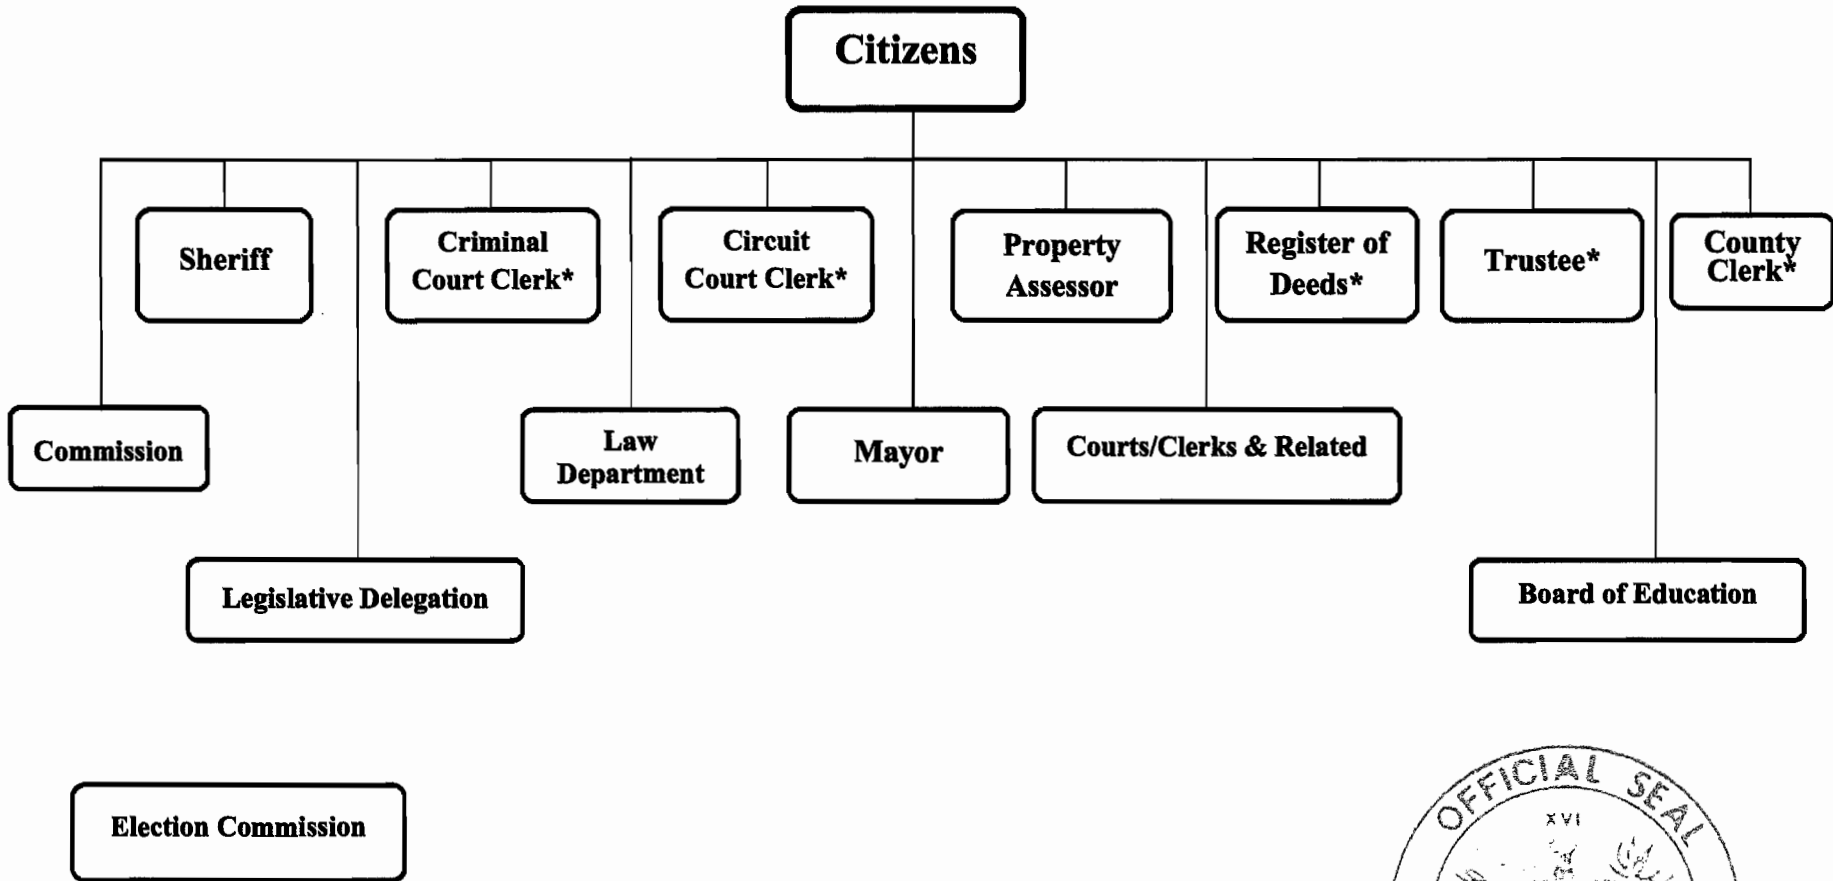 Citizens
Sheriff
Criminal
Court Clerk*
Circuit
Court Clerk*
Property
Assessor
Register of
Deeds*
Trustee*
County
Clerk*
Commission
Law
Department
Mayor
Courts/Clerks & Related
Legislative Delegation
Board of Education
Election Commission
OFFICIAL SEAL
XVI